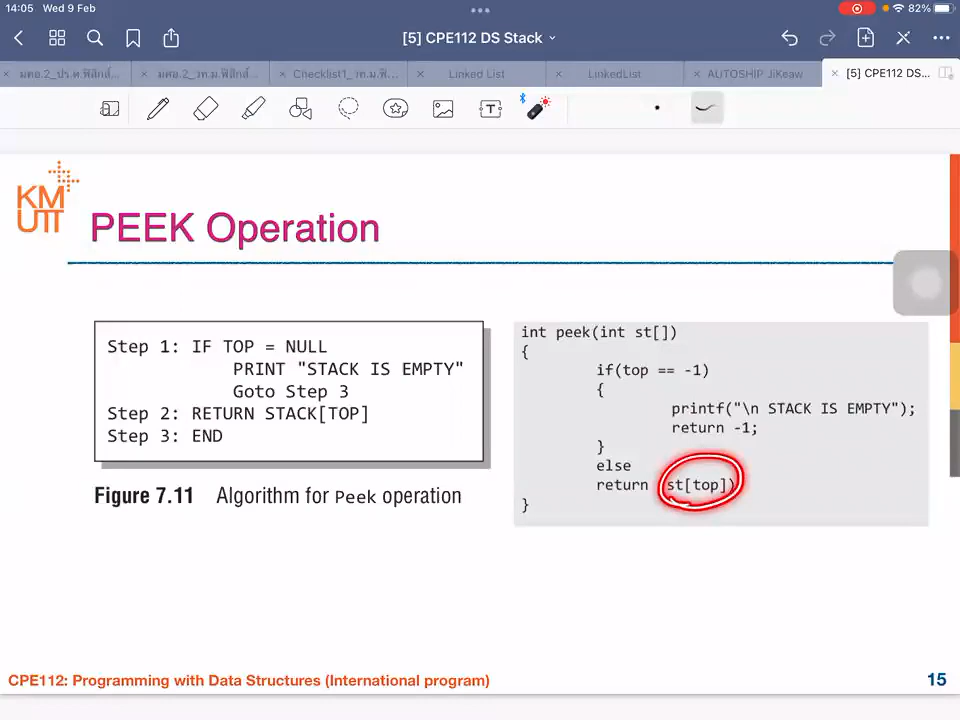 14:05 Wed 9 Feb
82%
[5] CPE112 DS Stack
Linked List
LinkedList
AUTOSHIP JiKeaw
[5] CPE112 DS...
KM
UTT
PEEK Operation
Step 1: IF TOP = NULL
PRINT "STACK IS EMPTY"
Goto Step 3
Step 2: RETURN STACK[TOP]
Step 3: END
Figure 7.11 Algorithm for Peek operation
int peek(int st[])
{
if(top == -1)
{
printf("\n STACK IS EMPTY");
return -1;
}
else
return st[top])
}
CPE112: Programming with Data Structures (International program)
15